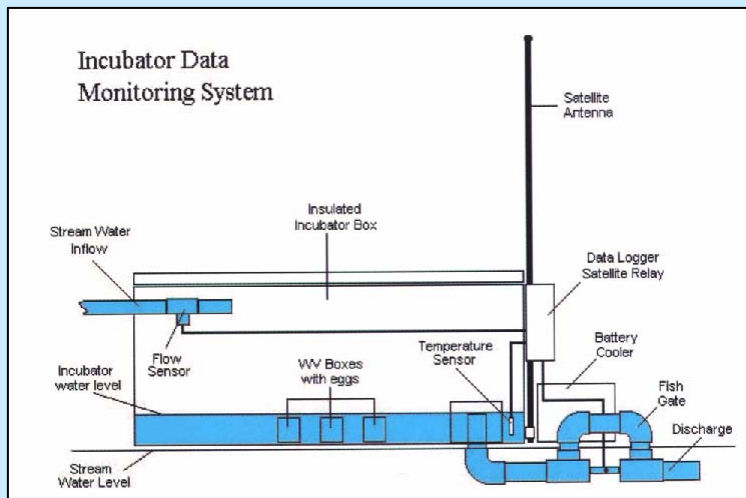 Incubator Data
Monitoring System
Satellite
Antenna
Insulated
Incubator Box
Stream Water
Inflow
Data Logger
Satellite Relay
Flow
Sensor
Temperature
Sensor
Battery
Cooler
WV Boxes
with eggs
Incubator
water level
Fish
Gate
Discharge
Stream
Water Level